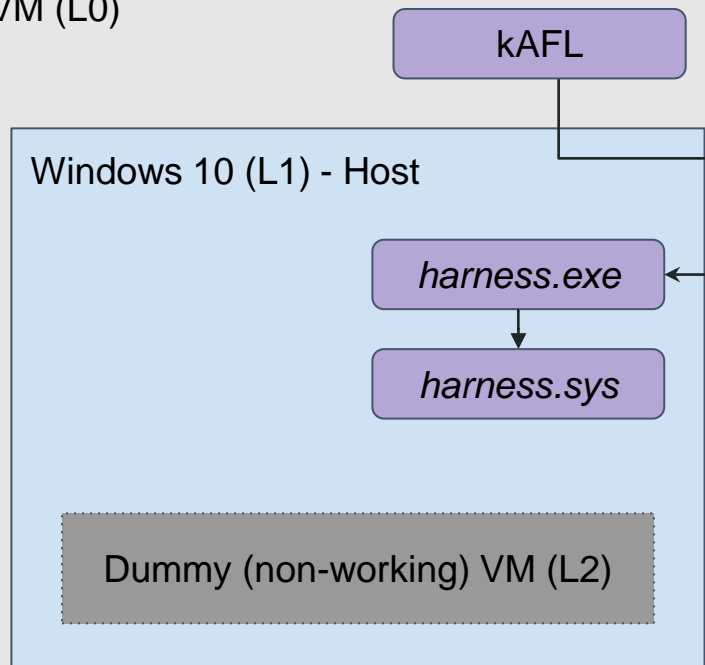 VM (L0)
kAFL
Windows 10 (L1) - Host
harness.exe
harness.sys
Dummy (non-working) VM (L2)